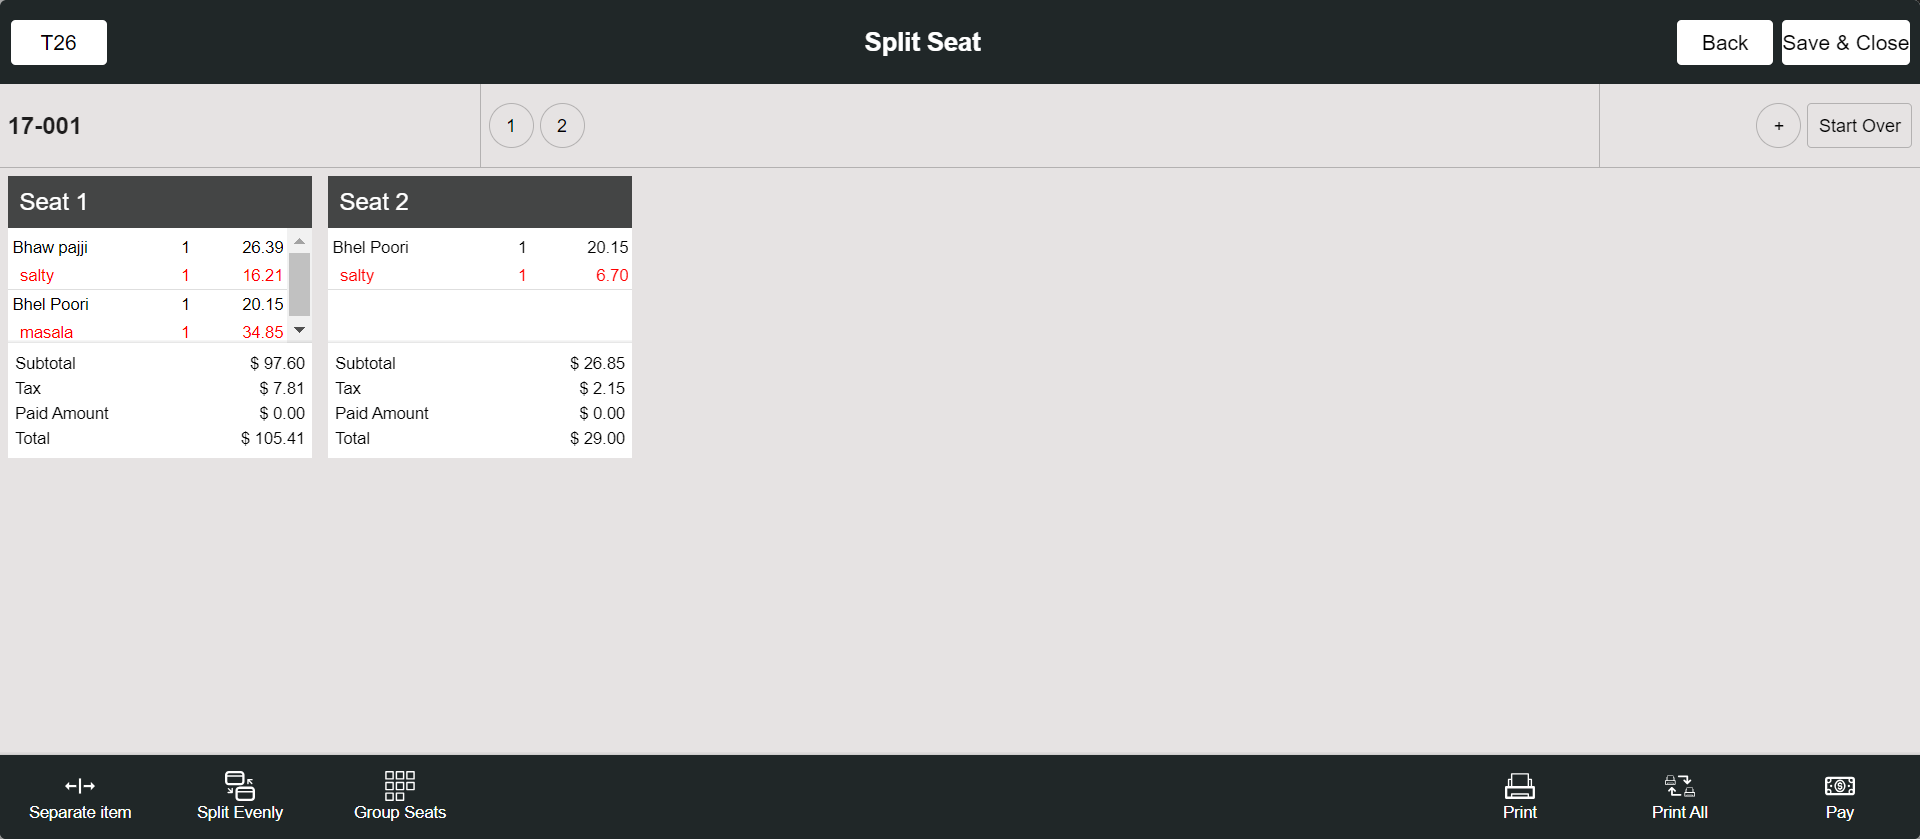 T26
Split Seat
Back
Save & Close
17-001
1
2
+
Start Over
Seat 1
Bhaw pajji 1 26.39
salty 1 16.21
Bhel Poori 1 20.15
masala 1 34.85
Subtotal $ 97.60
Tax $ 7.81
Paid Amount $ 0.00
Total $ 105.41
Seat 2
Bhel Poori 1 20.15
salty 1 6.70
Subtotal $ 26.85
Tax $ 2.15
Paid Amount $ 0.00
Total $ 29.00
Separate item
Split Evenly
Group Seats
Print
Print All
Pay